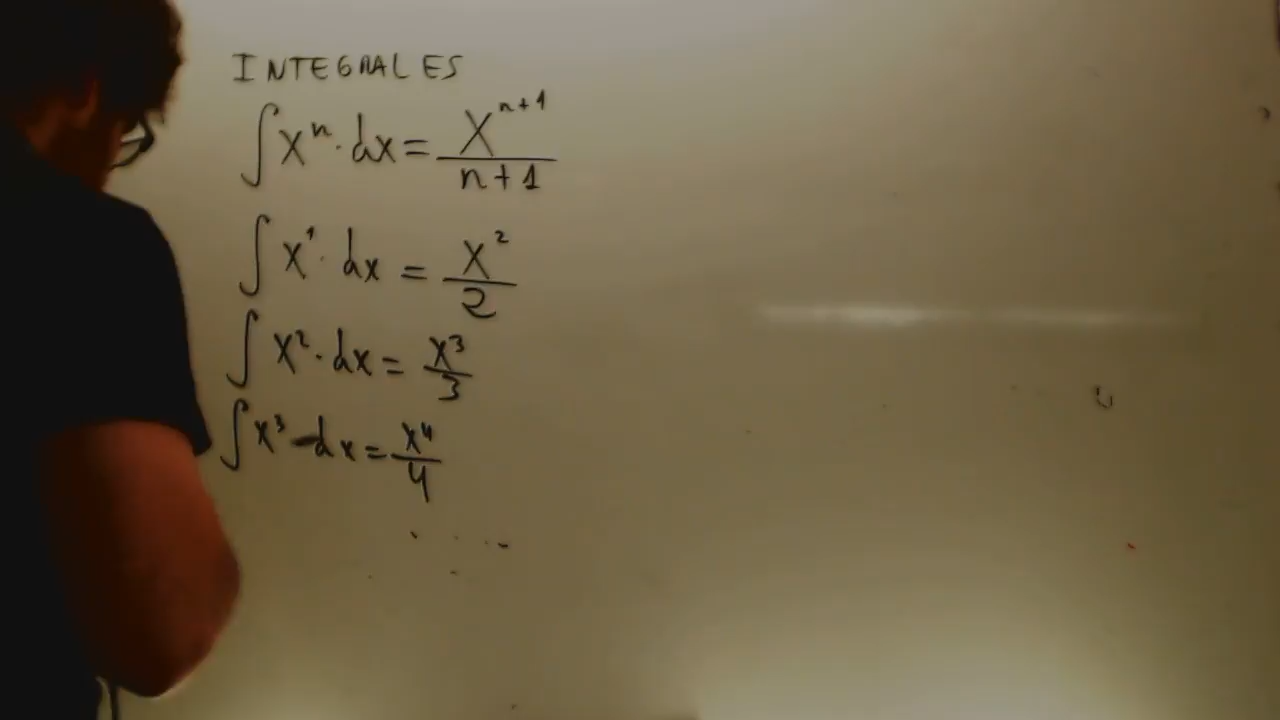 INTEGRALES
∫xⁿ · dx = xⁿ⁺¹/n+1
∫x¹ · dx = x²/2
∫x² · dx = x³/3
∫x³ · dx = x⁴/4